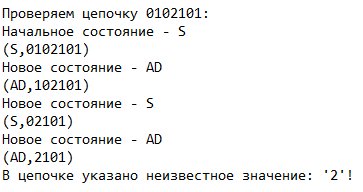 Проверяем цепочку 0102101:
Начальное состояние - S
(S,0102101)
Новое состояние - AD
(AD,102101)
Новое состояние - S
(S,02101)
Новое состояние - AD
(AD,2101)
В цепочке указано неизвестное значение: '2'!